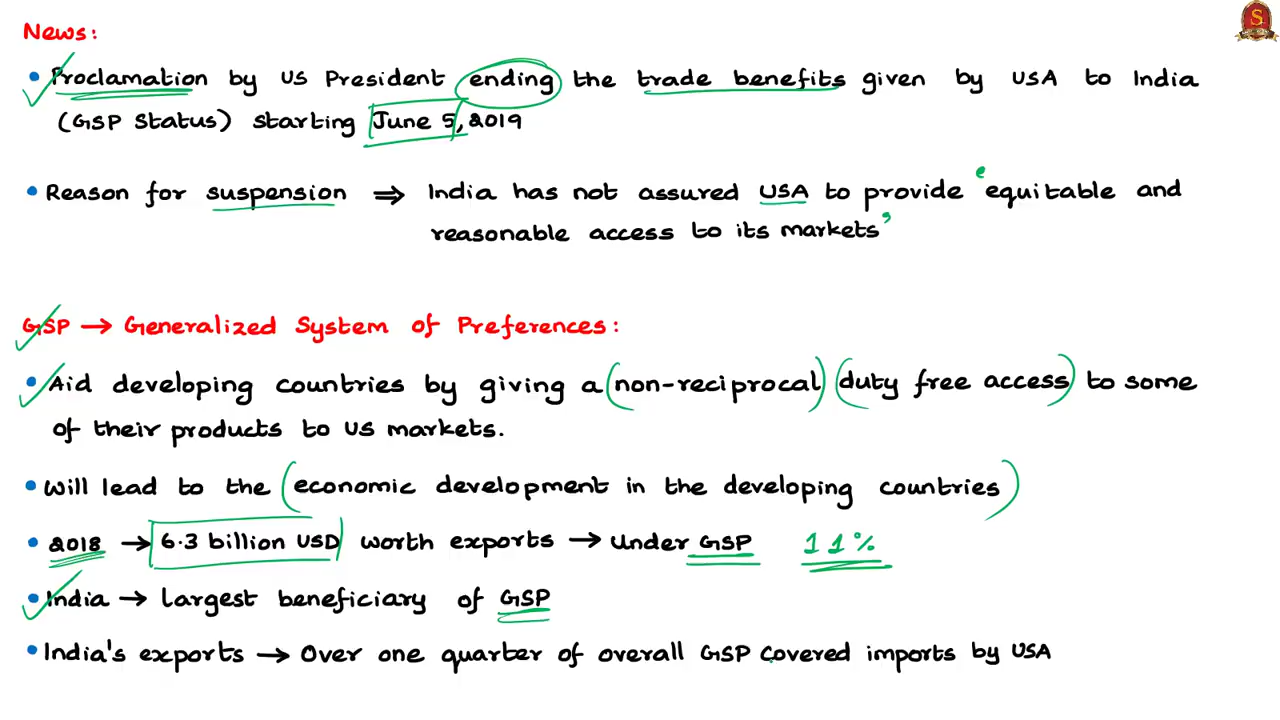 News:
• Proclamation by US President ending the trade benefits given by USA to India
(GSP Status) starting June 5, 2019
• Reason for suspension ⇒ India has not assured USA to provide 'equitable and
reasonable access to its markets'
GSP → Generalized System of Preferences:
• Aid developing countries by giving a (non-reciprocal) (duty free access) to some
of their products to US markets.
• Will lead to the (economic development in the developing countries)
• 2018 → 6.3 billion USD worth exports → Under GSP 11%
• India → Largest beneficiary of GSP
• India's exports → Over one quarter of overall GSP covered imports by USA
S